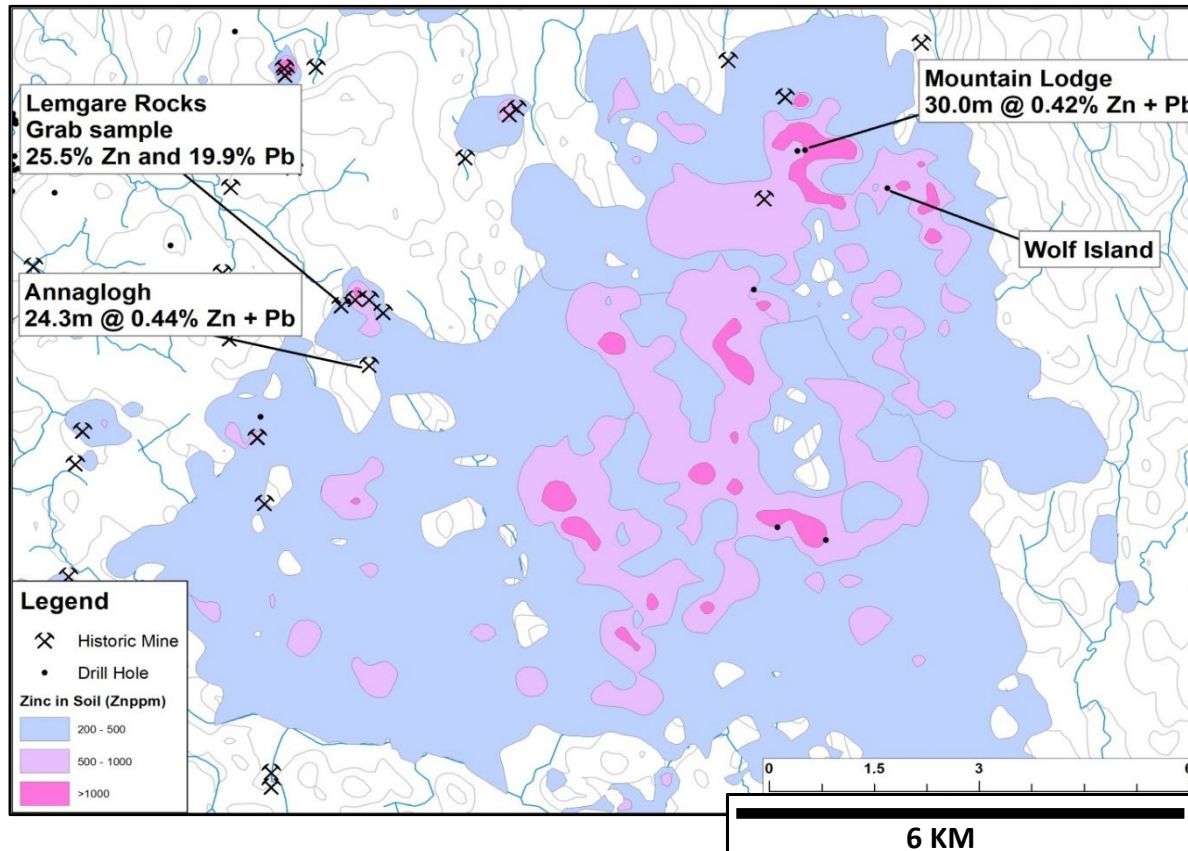 Lemgare Rocks
Grab sample
25.5% Zn and 19.9% Pb
Mountain Lodge
30.0m @ 0.42% Zn + Pb
Wolf Island
Annaglogh
24.3m @ 0.44% Zn + Pb
Legend
Historic Mine
Drill Hole
Zinc in Soil (Znppm)
200 - 500
500 - 1000
>1000
0 1.5 3 6
6 KM